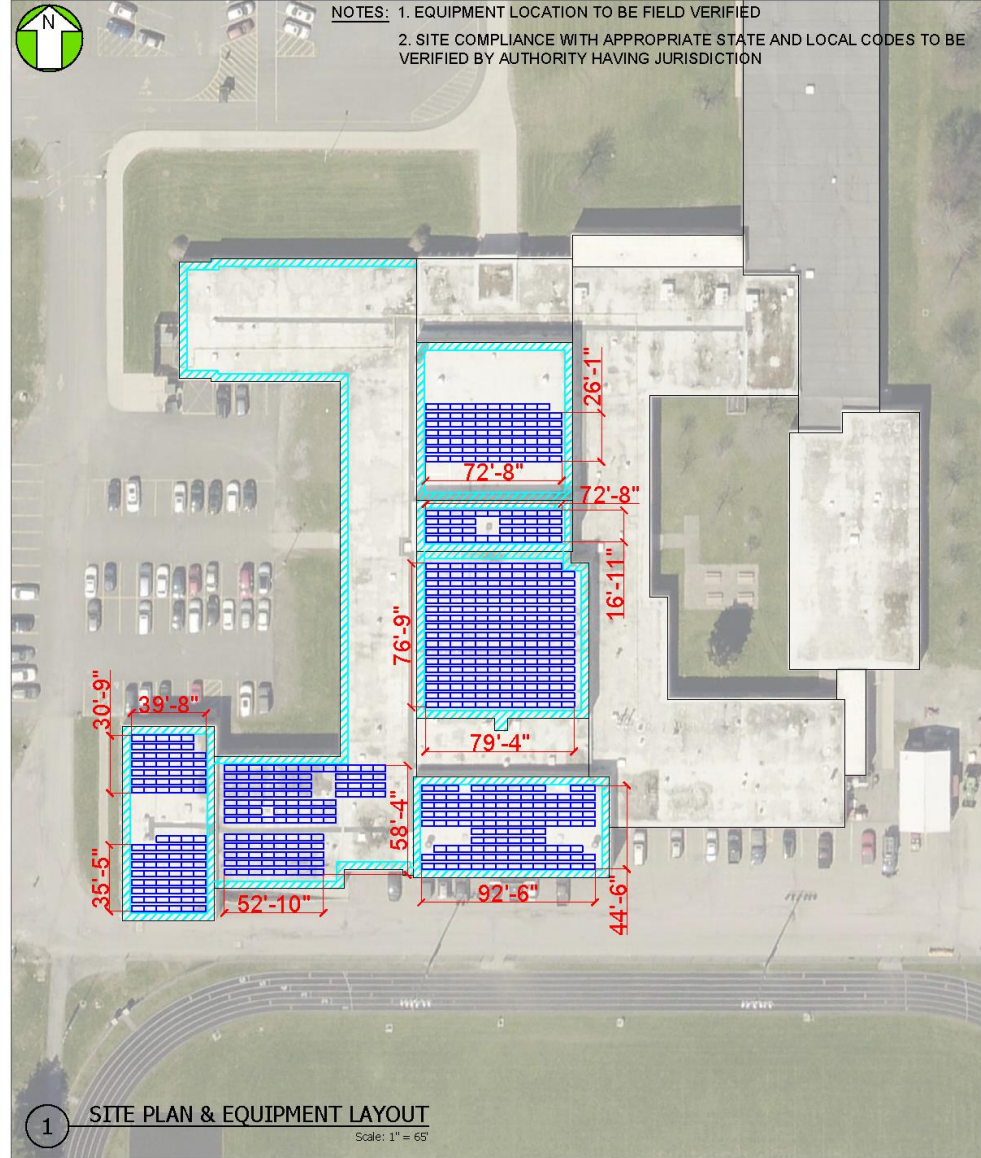 N
NOTES: 1. EQUIPMENT LOCATION TO BE FIELD VERIFIED
2. SITE COMPLIANCE WITH APPROPRIATE STATE AND LOCAL CODES TO BE
VERIFIED BY AUTHORITY HAVING JURISDICTION
26'-1"
72'-8"
72'-8"
16'-11"
76'-9"
30'-9"
39'-8"
79'-4"
58'-4"
35'-5"
52'-10"
92'-6"
44'-6"
1
SITE PLAN & EQUIPMENT LAYOUT
Scale: 1" = 65'